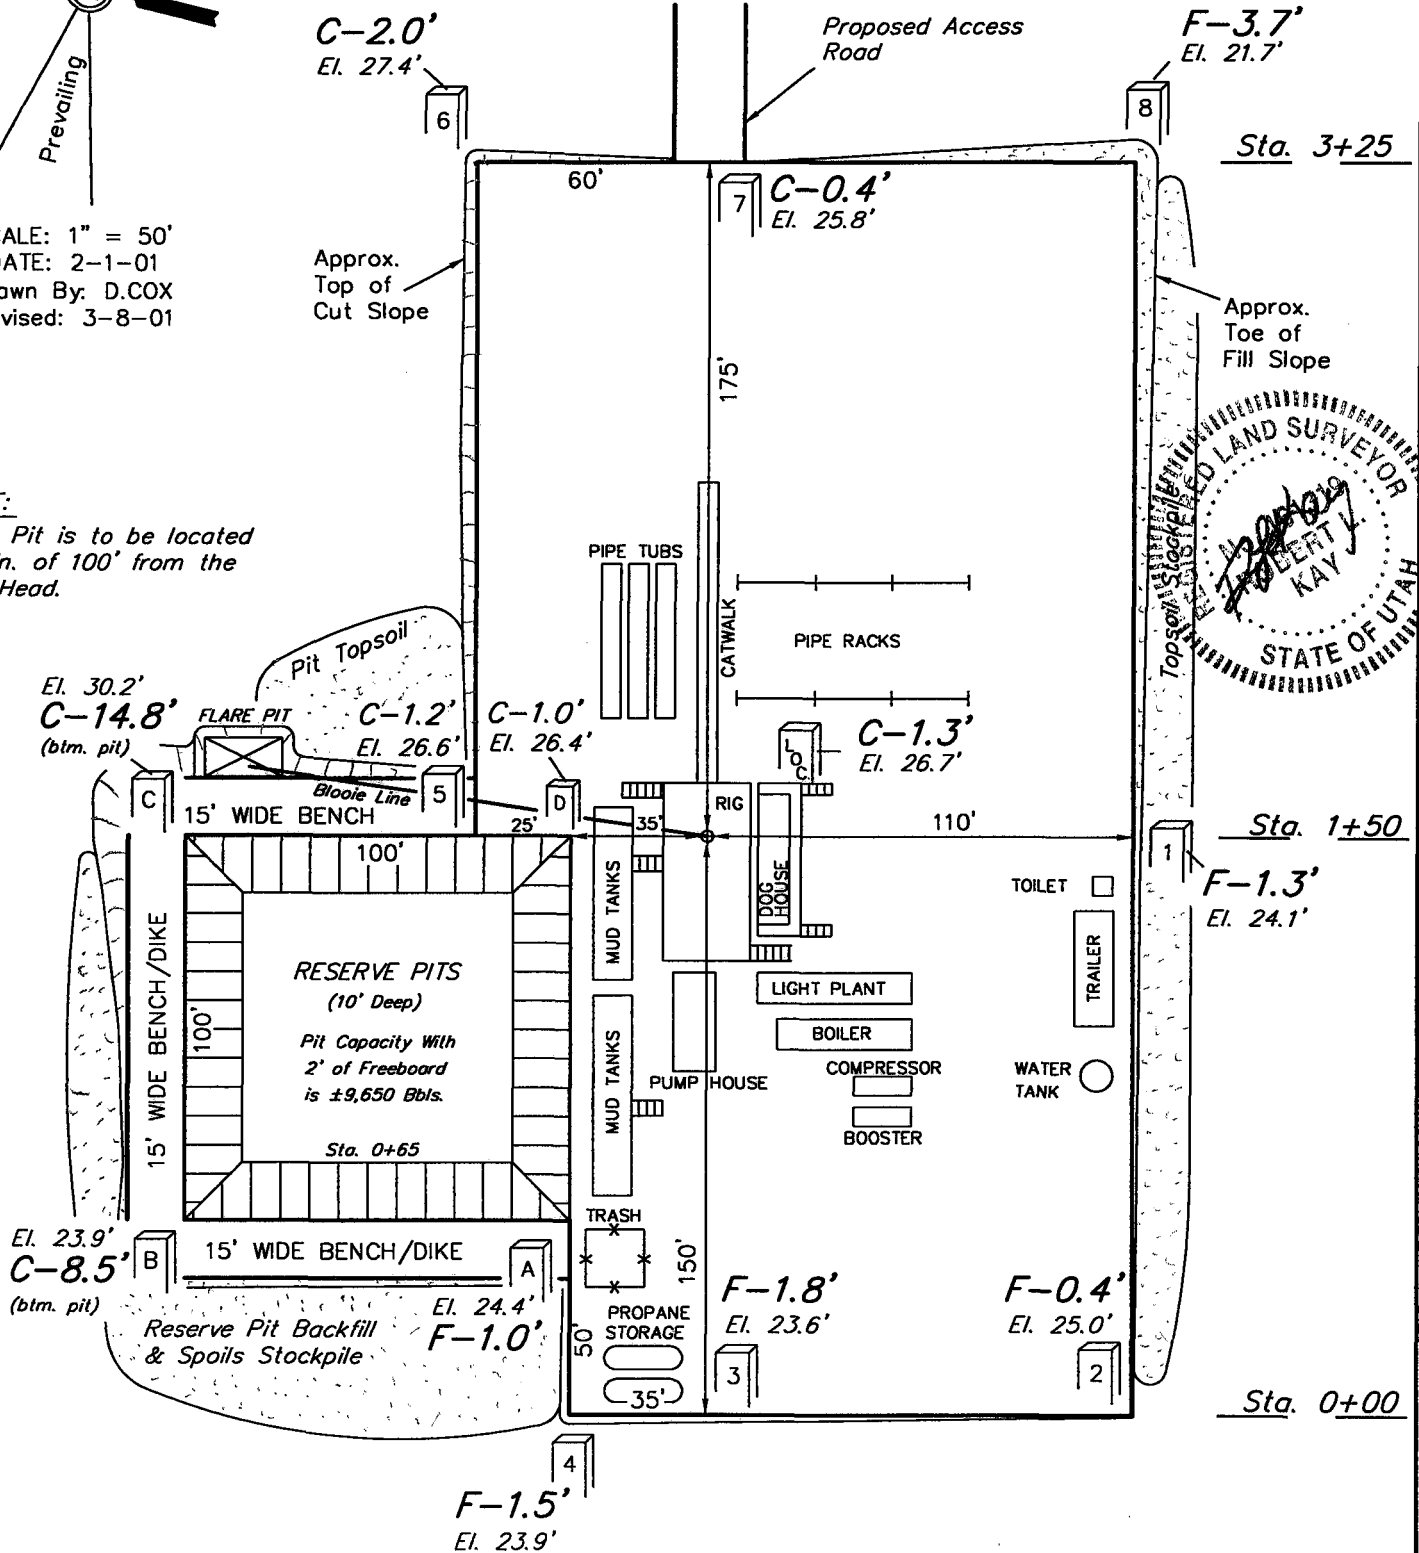 C-2.0'
El. 27.4'
6
Proposed Access
Road
F-3.7'
El. 21.7'
8
Prevailing
Sta. 3+25
60'
7
C-0.4'
El. 25.8'
ALE: 1" = 50'
ATE: 2-1-01
awn By: D.COX
vised: 3-8-01
Approx.
Top of
Cut Slope
Approx.
Toe of
Fill Slope
175'
LAND SURVEYOR
KAY
STATE OF UTAH
Topsoil Stockpile
Pit is to be located
n. of 100' from the
Head.
PIPE TUBS
CATWALK
PIPE RACKS
Pit Topsoil
El. 30.2'
C-14.8'
(btm. pit)
FLARE PIT
C-1.2'
El. 26.6'
C-1.0'
El. 26.4'
LOC.
C-1.3'
El. 26.7'
C
Blooie Line
5
D
RIG
15' WIDE BENCH
25'
35'
110'
Sta. 1+50
100'
1
F-1.3'
El. 24.1'
MUD TANKS
DOG
HOUSE
TOILET
TRAILER
15' WIDE BENCH/DIKE
100'
RESERVE PITS
(10' Deep)
Pit Capacity With
2' of Freeboard
is ±9,650 Bbls.
Sta. 0+65
MUD TANKS
LIGHT PLANT
BOILER
PUMP HOUSE
COMPRESSOR
BOOSTER
WATER
TANK
TRASH
El. 23.9'
C-8.5'
(btm. pit)
B
15' WIDE BENCH/DIKE
A
150'
El. 24.4'
F-1.0'
Reserve Pit Backfill
& Spoils Stockpile
50'
PROPANE
STORAGE
35'
F-1.8'
El. 23.6'
3
F-0.4'
El. 25.0'
2
Sta. 0+00
4
F-1.5'
El. 23.9'